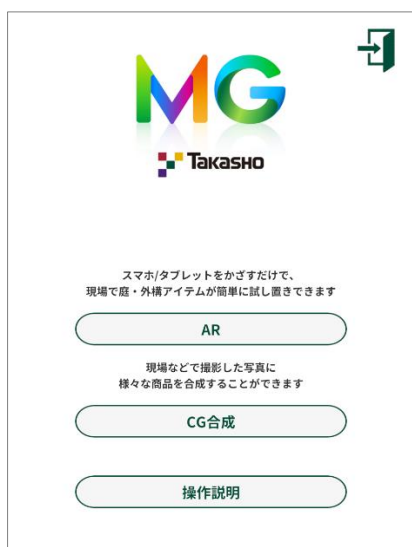 MG
Takasho
スマホ/タブレットをかざすだけで、
現場で庭・外構アイテムが簡単に試し置きできます
AR
現場などで撮影した写真に
様々な商品を合成することができます
CG合成
操作説明